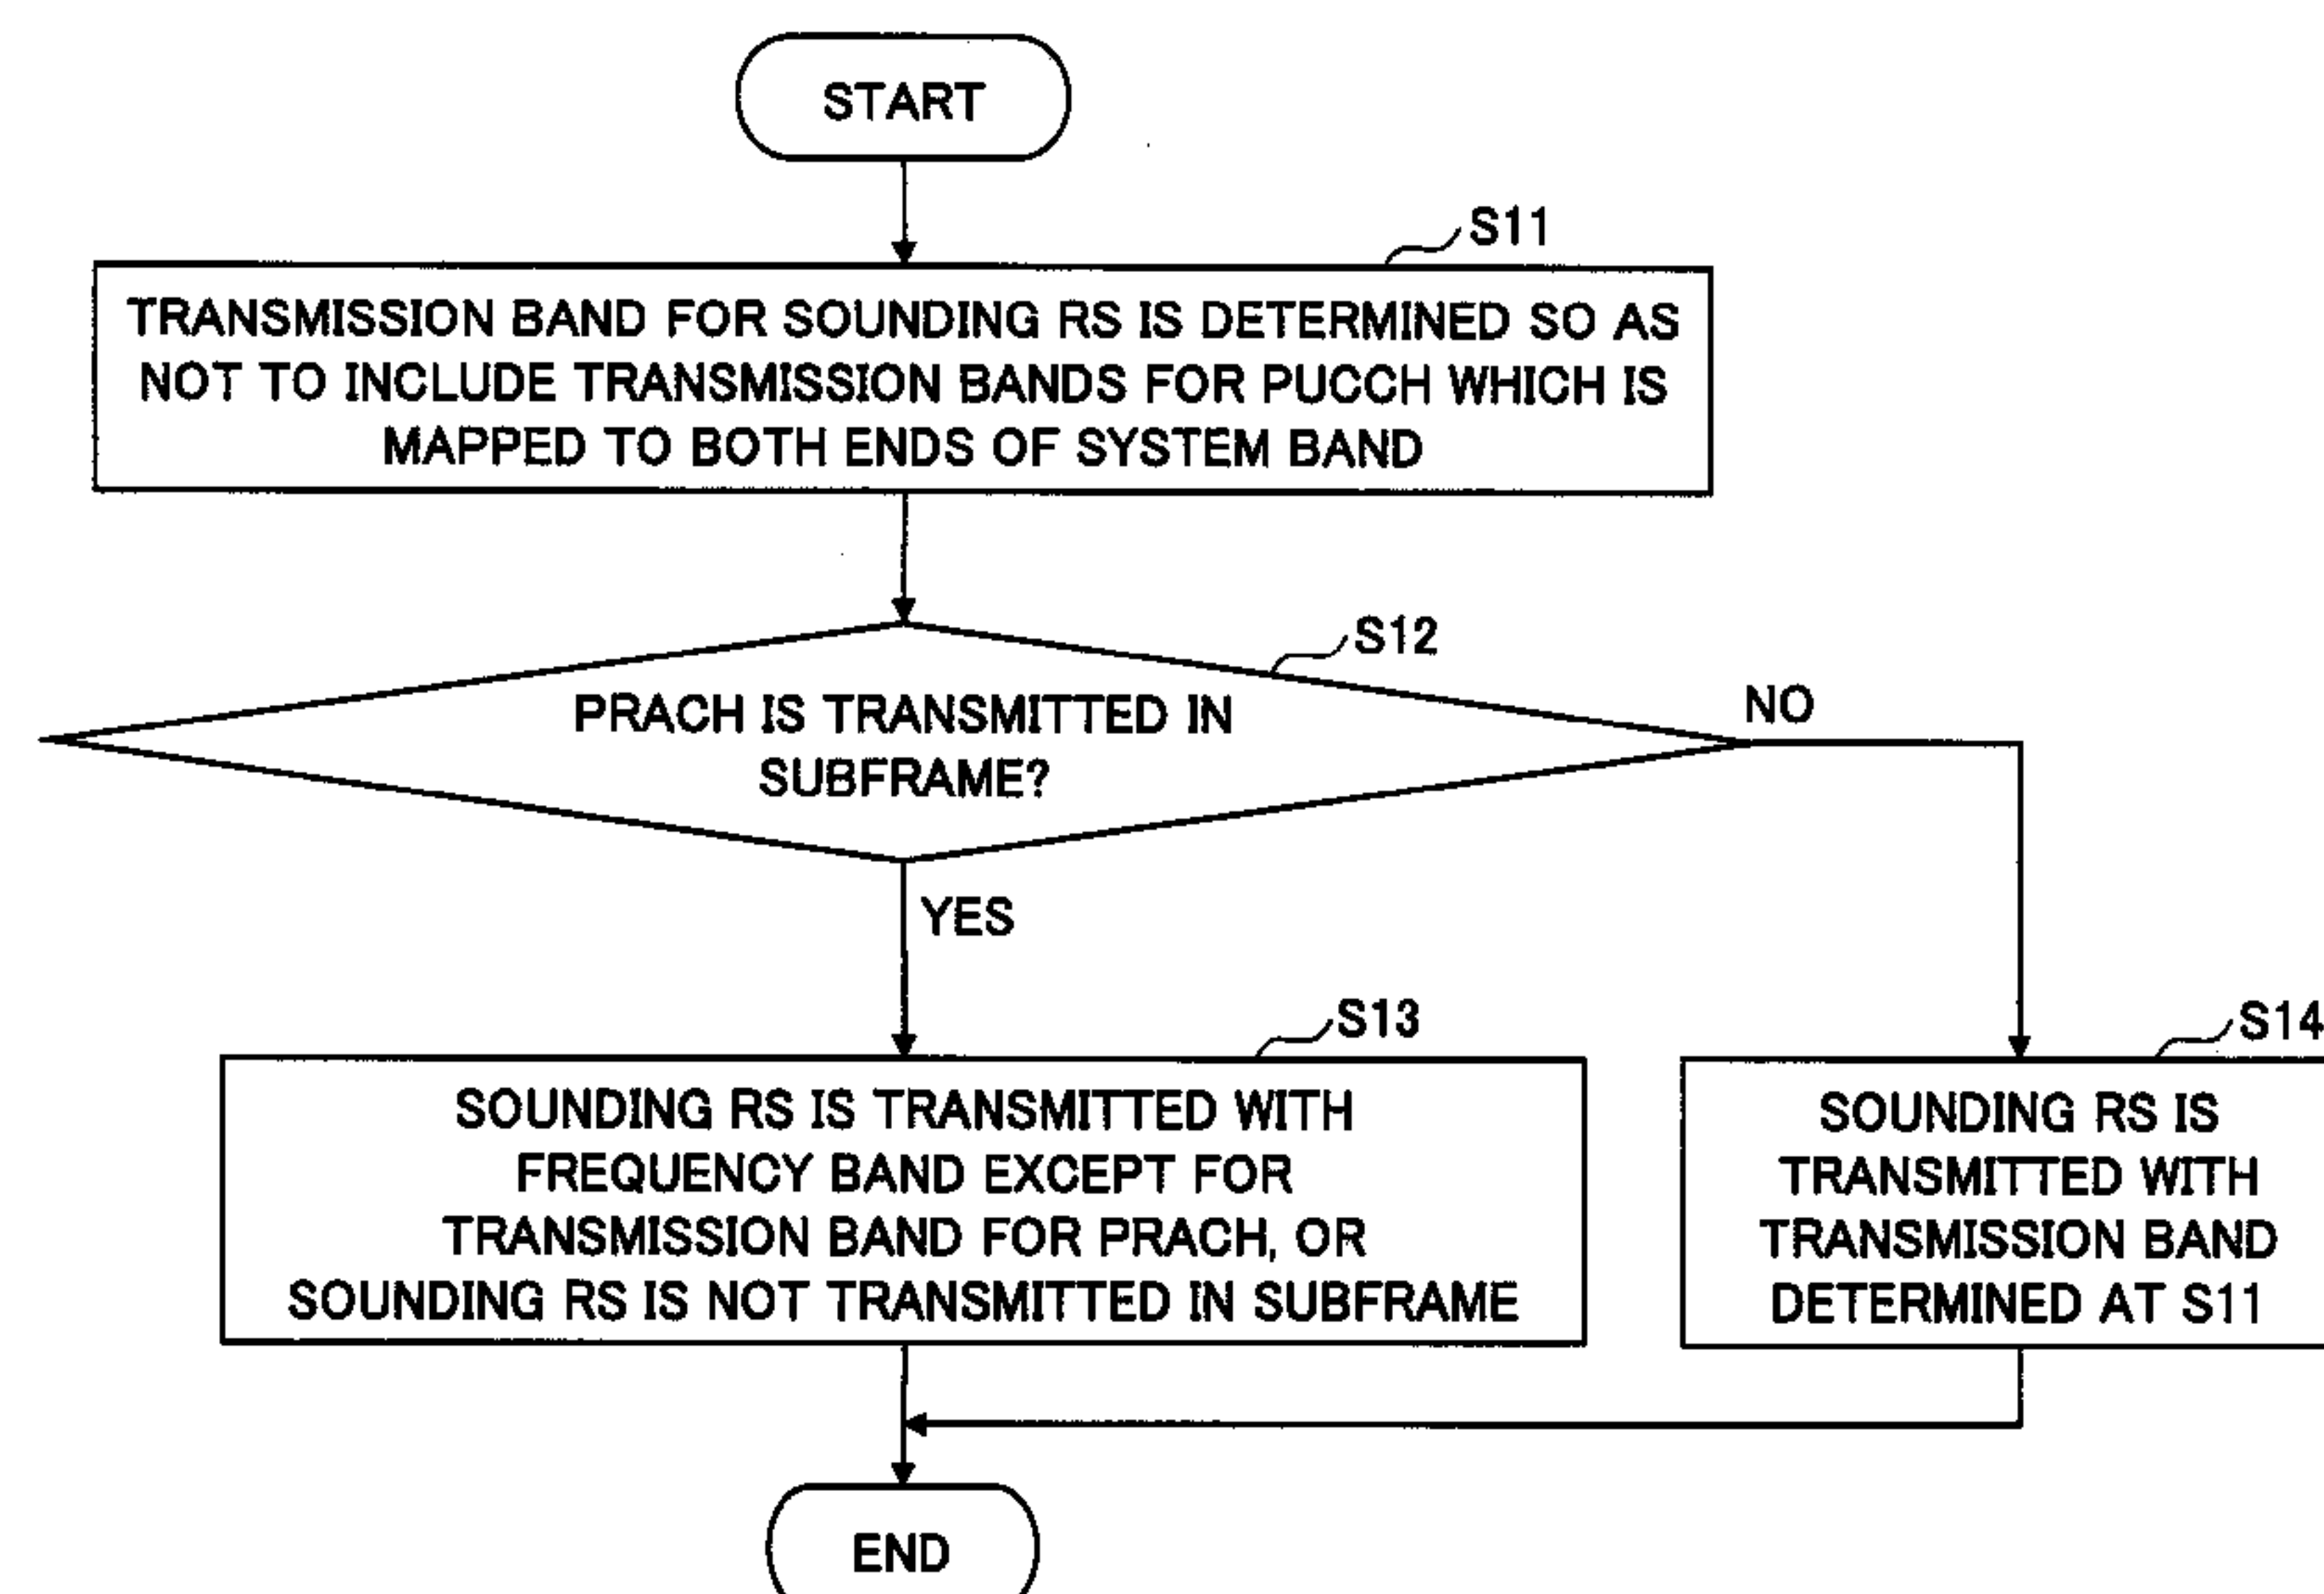 START
S11
TRANSMISSION BAND FOR SOUNDING RS IS DETERMINED SO AS
NOT TO INCLUDE TRANSMISSION BANDS FOR PUCCH WHICH IS
MAPPED TO BOTH ENDS OF SYSTEM BAND
S12
PRACH IS TRANSMITTED IN
SUBFRAME?
NO
YES
S13
SOUNDING RS IS TRANSMITTED WITH
FREQUENCY BAND EXCEPT FOR
TRANSMISSION BAND FOR PRACH, OR
SOUNDING RS IS NOT TRANSMITTED IN SUBFRAME
S14
SOUNDING RS IS
TRANSMITTED WITH
TRANSMISSION BAND
DETERMINED AT S11
END